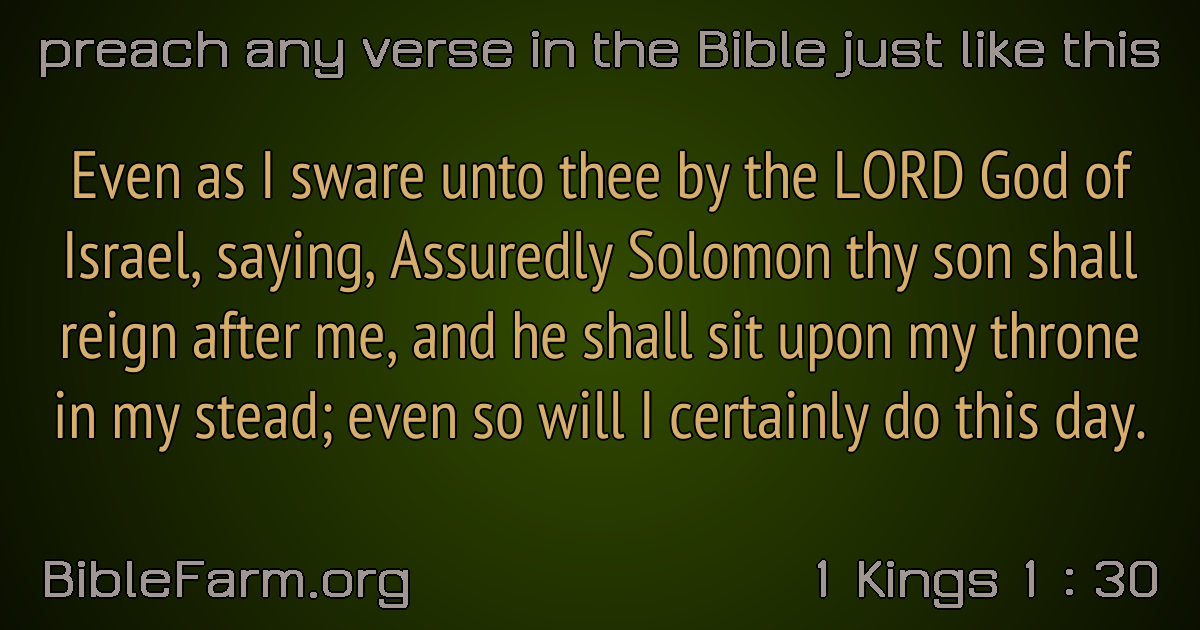 preach any verse in the Bible just like this
Even as I sware unto thee by the LORD God of
Israel, saying, Assuredly Solomon thy son shall
reign after me, and he shall sit upon my throne
in my stead; even so will I certainly do this day.
BibleFarm.org
1 Kings 1 : 30